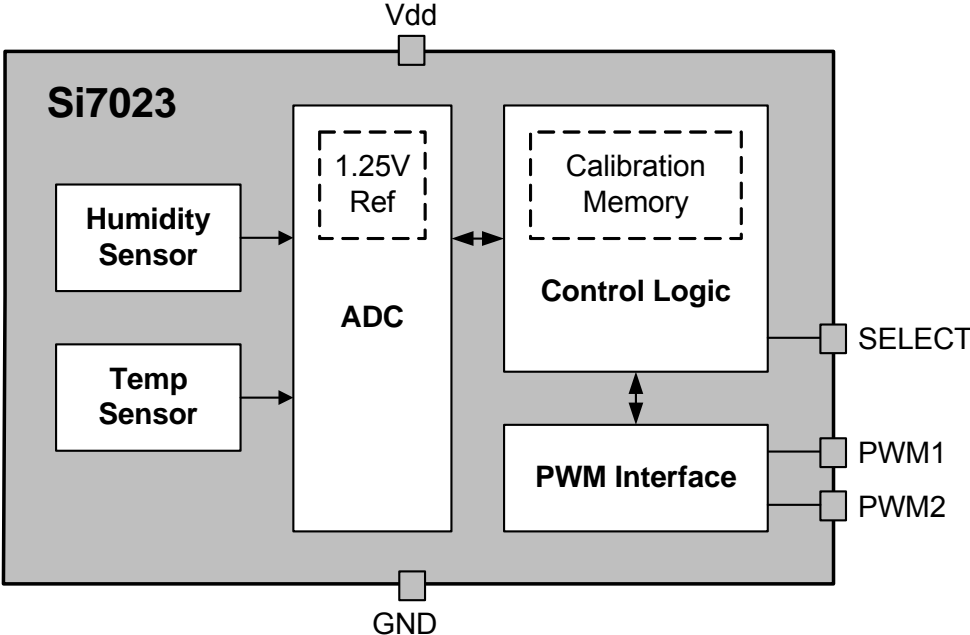 Vdd
Si7023
Humidity
Sensor
Temp
Sensor
1.25V
Ref
ADC
Calibration
Memory
Control Logic
PWM Interface
SELECT
PWM1
PWM2
GND